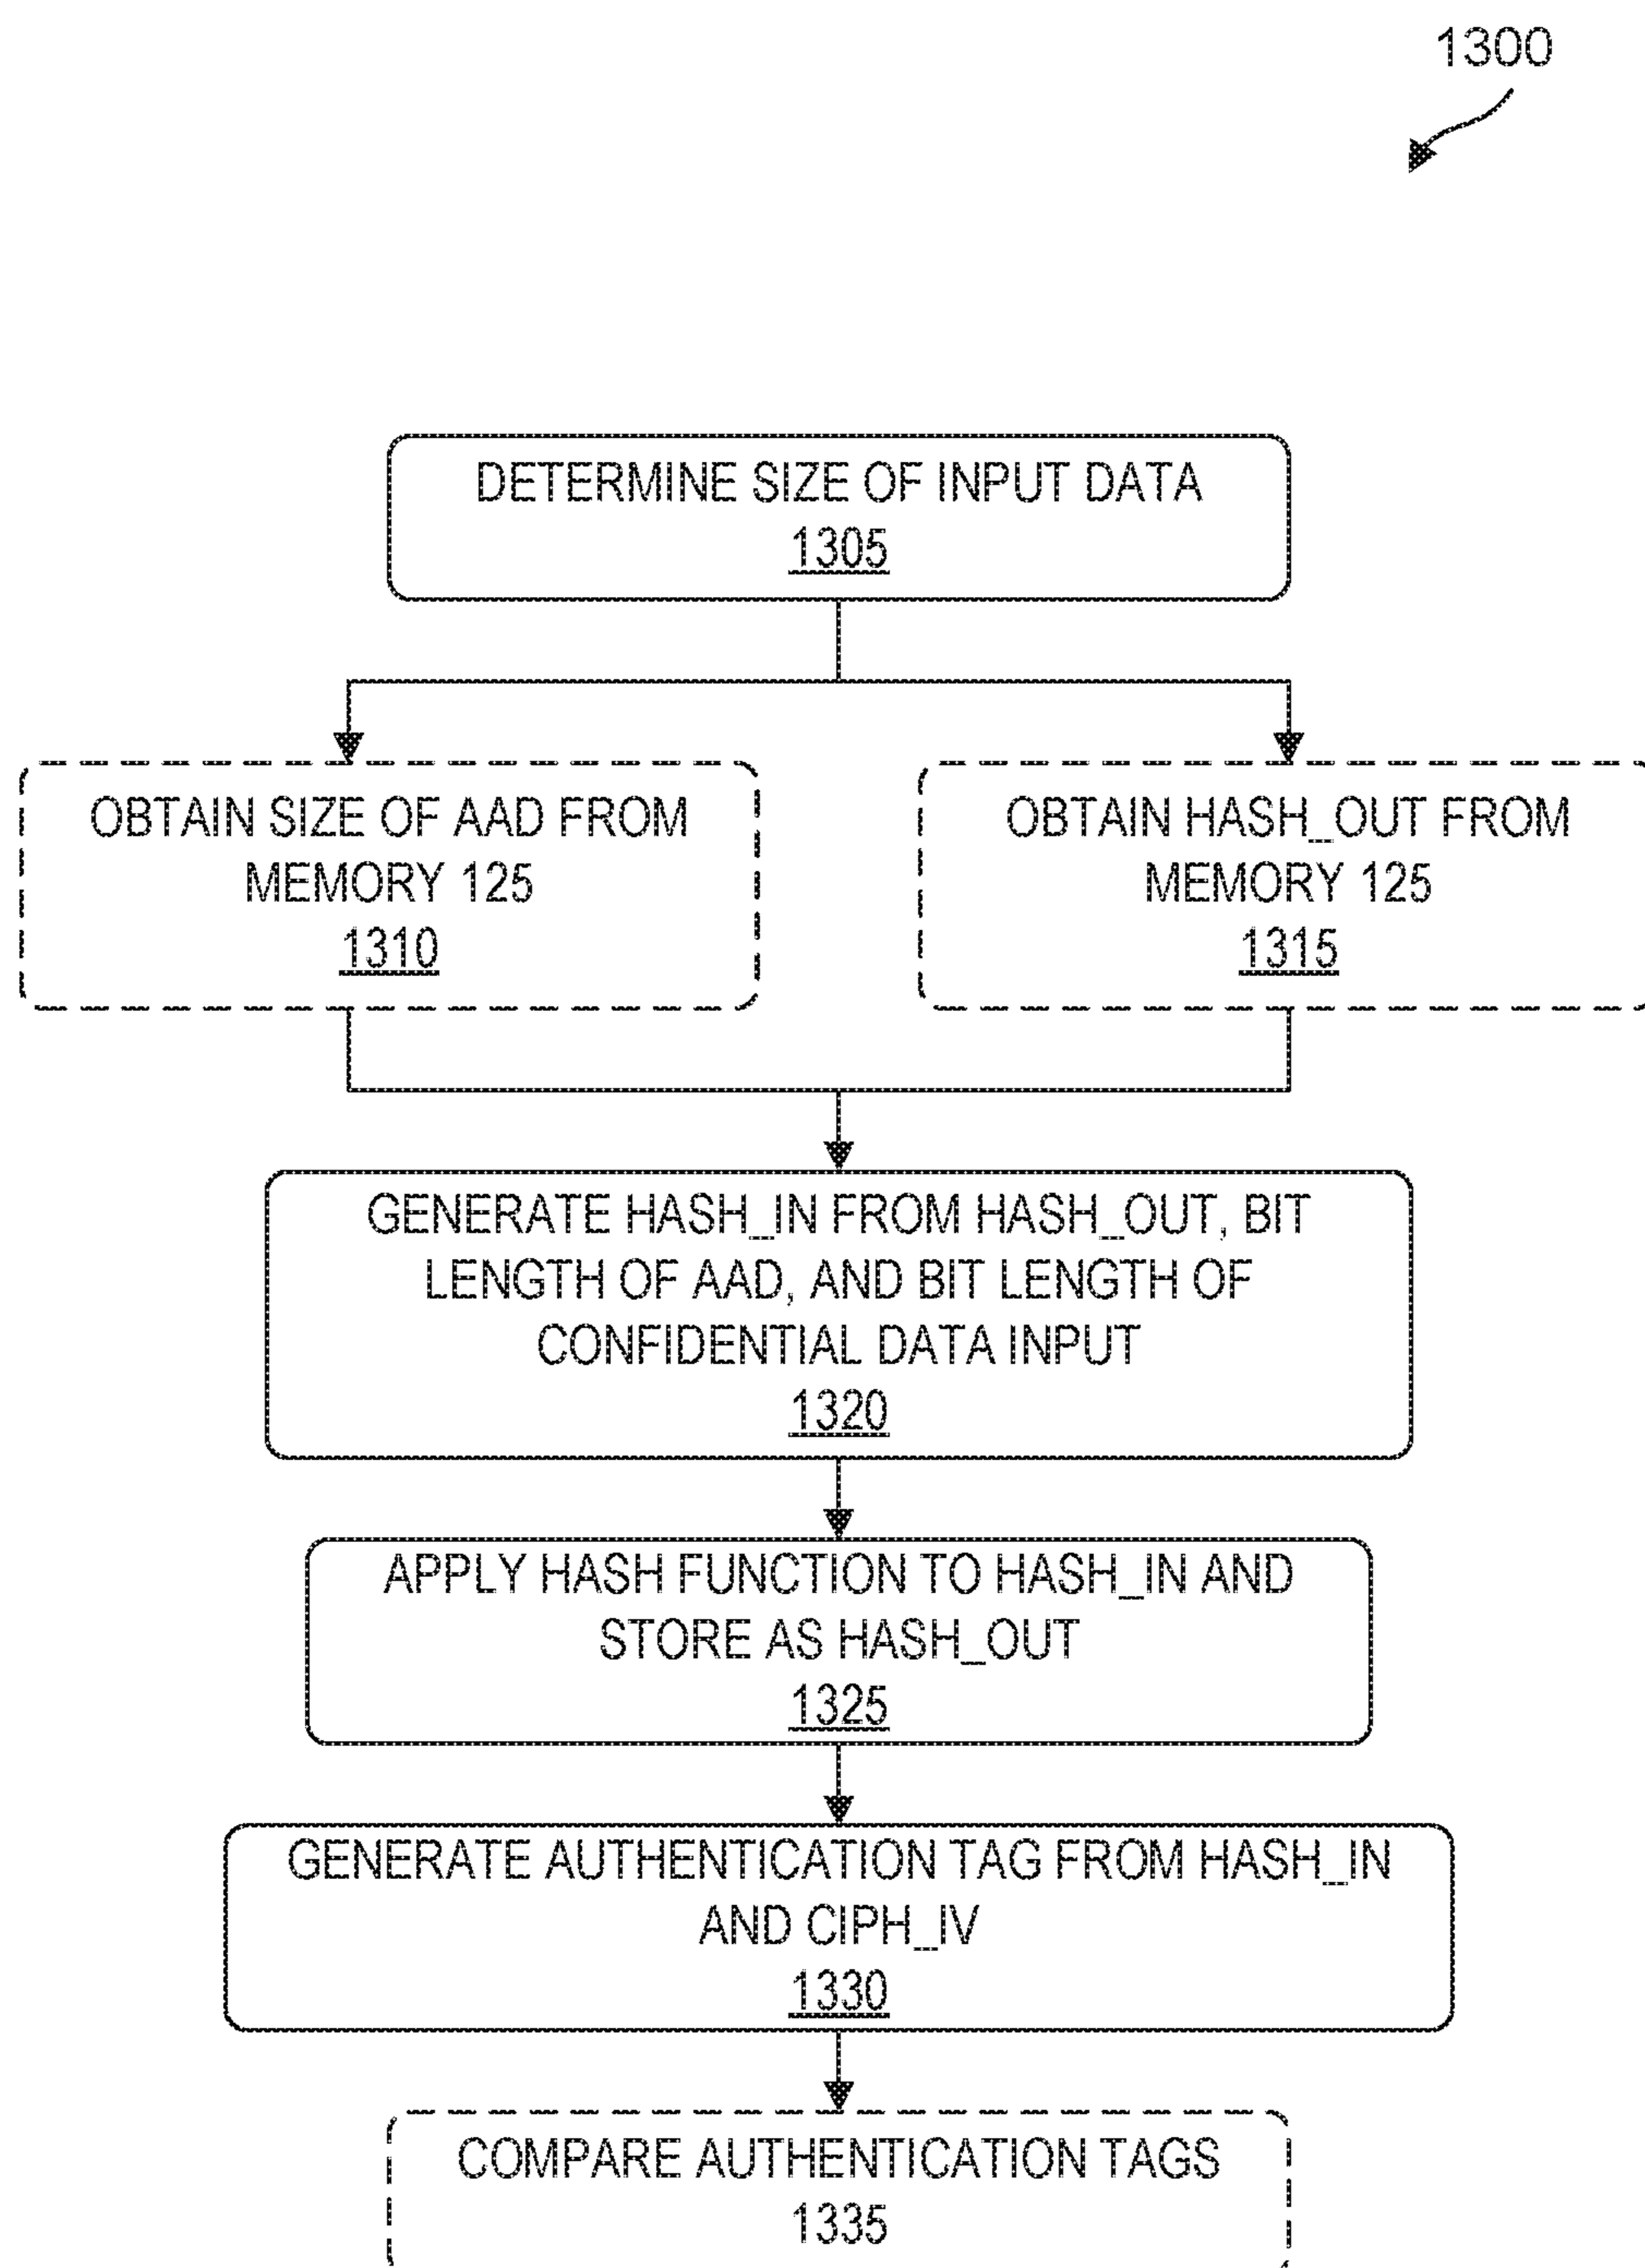 1300
DETERMINE SIZE OF INPUT DATA
1305
OBTAIN SIZE OF AAD FROM
MEMORY 125
1310
OBTAIN HASH_OUT FROM
MEMORY 125
1315
GENERATE HASH_IN FROM HASH_OUT, BIT
LENGTH OF AAD, AND BIT LENGTH OF
CONFIDENTIAL DATA INPUT
1320
APPLY HASH FUNCTION TO HASH_IN AND
STORE AS HASH_OUT
1325
GENERATE AUTHENTICATION TAG FROM HASH_IN
AND CIPH_IV
1330
COMPARE AUTHENTICATION TAGS
1335